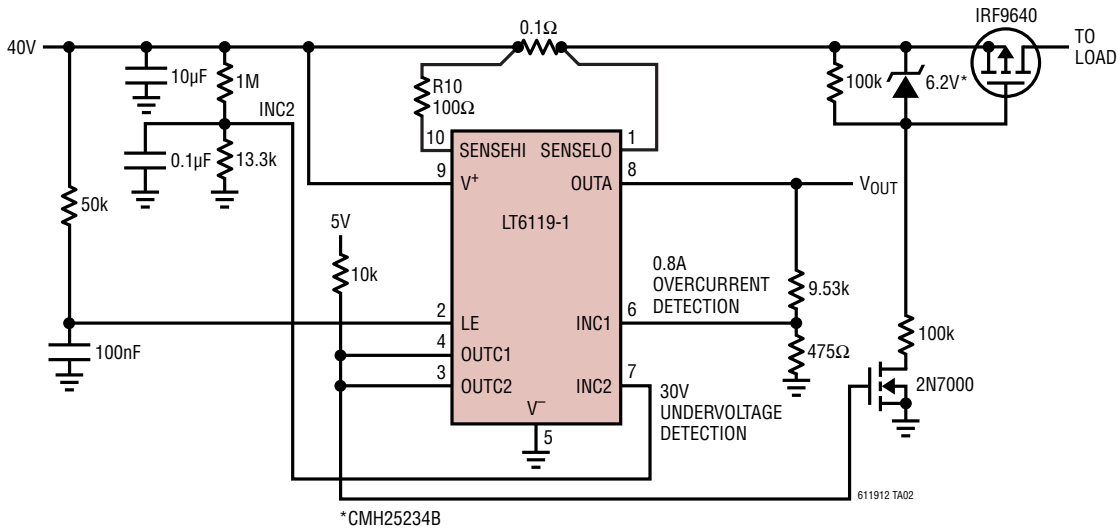 IRF9640
40V
0.1Ω
TO
LOAD
10µF
1M
R10
100Ω
100k
6.2V*
INC2
0.1µF
13.3k
10
1
SENSEHI
SENSELO
9
V+
OUTA
8
VOUT
50k
LT6119-1
5V
10k
0.8A
OVERCURRENT
DETECTION
9.53k
2
LE
INC1
6
100k
100nF
4
OUTC1
475Ω
3
OUTC2
INC2
7
2N7000
V–
5
30V
UNDERVOLTAGE
DETECTION
611912 TA02
*CMH25234B